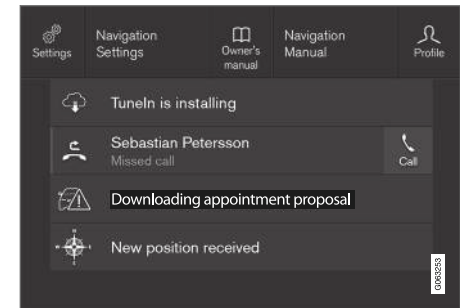 Settings
Navigation
Settings
Owner's
manual
Navigation
Manual
Profile
TuneIn is installing
Sebastian Petersson
Missed call
Call
Downloading appointment proposal
New position received
G063253